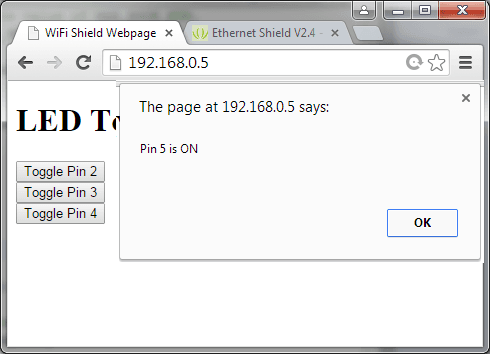 WiFi Shield Webpage
Ethernet Shield V2.4 -
192.168.0.5
The page at 192.168.0.5 says:
LED To
Pin 5 is ON
Toggle Pin 2
Toggle Pin 3
Toggle Pin 4
OK